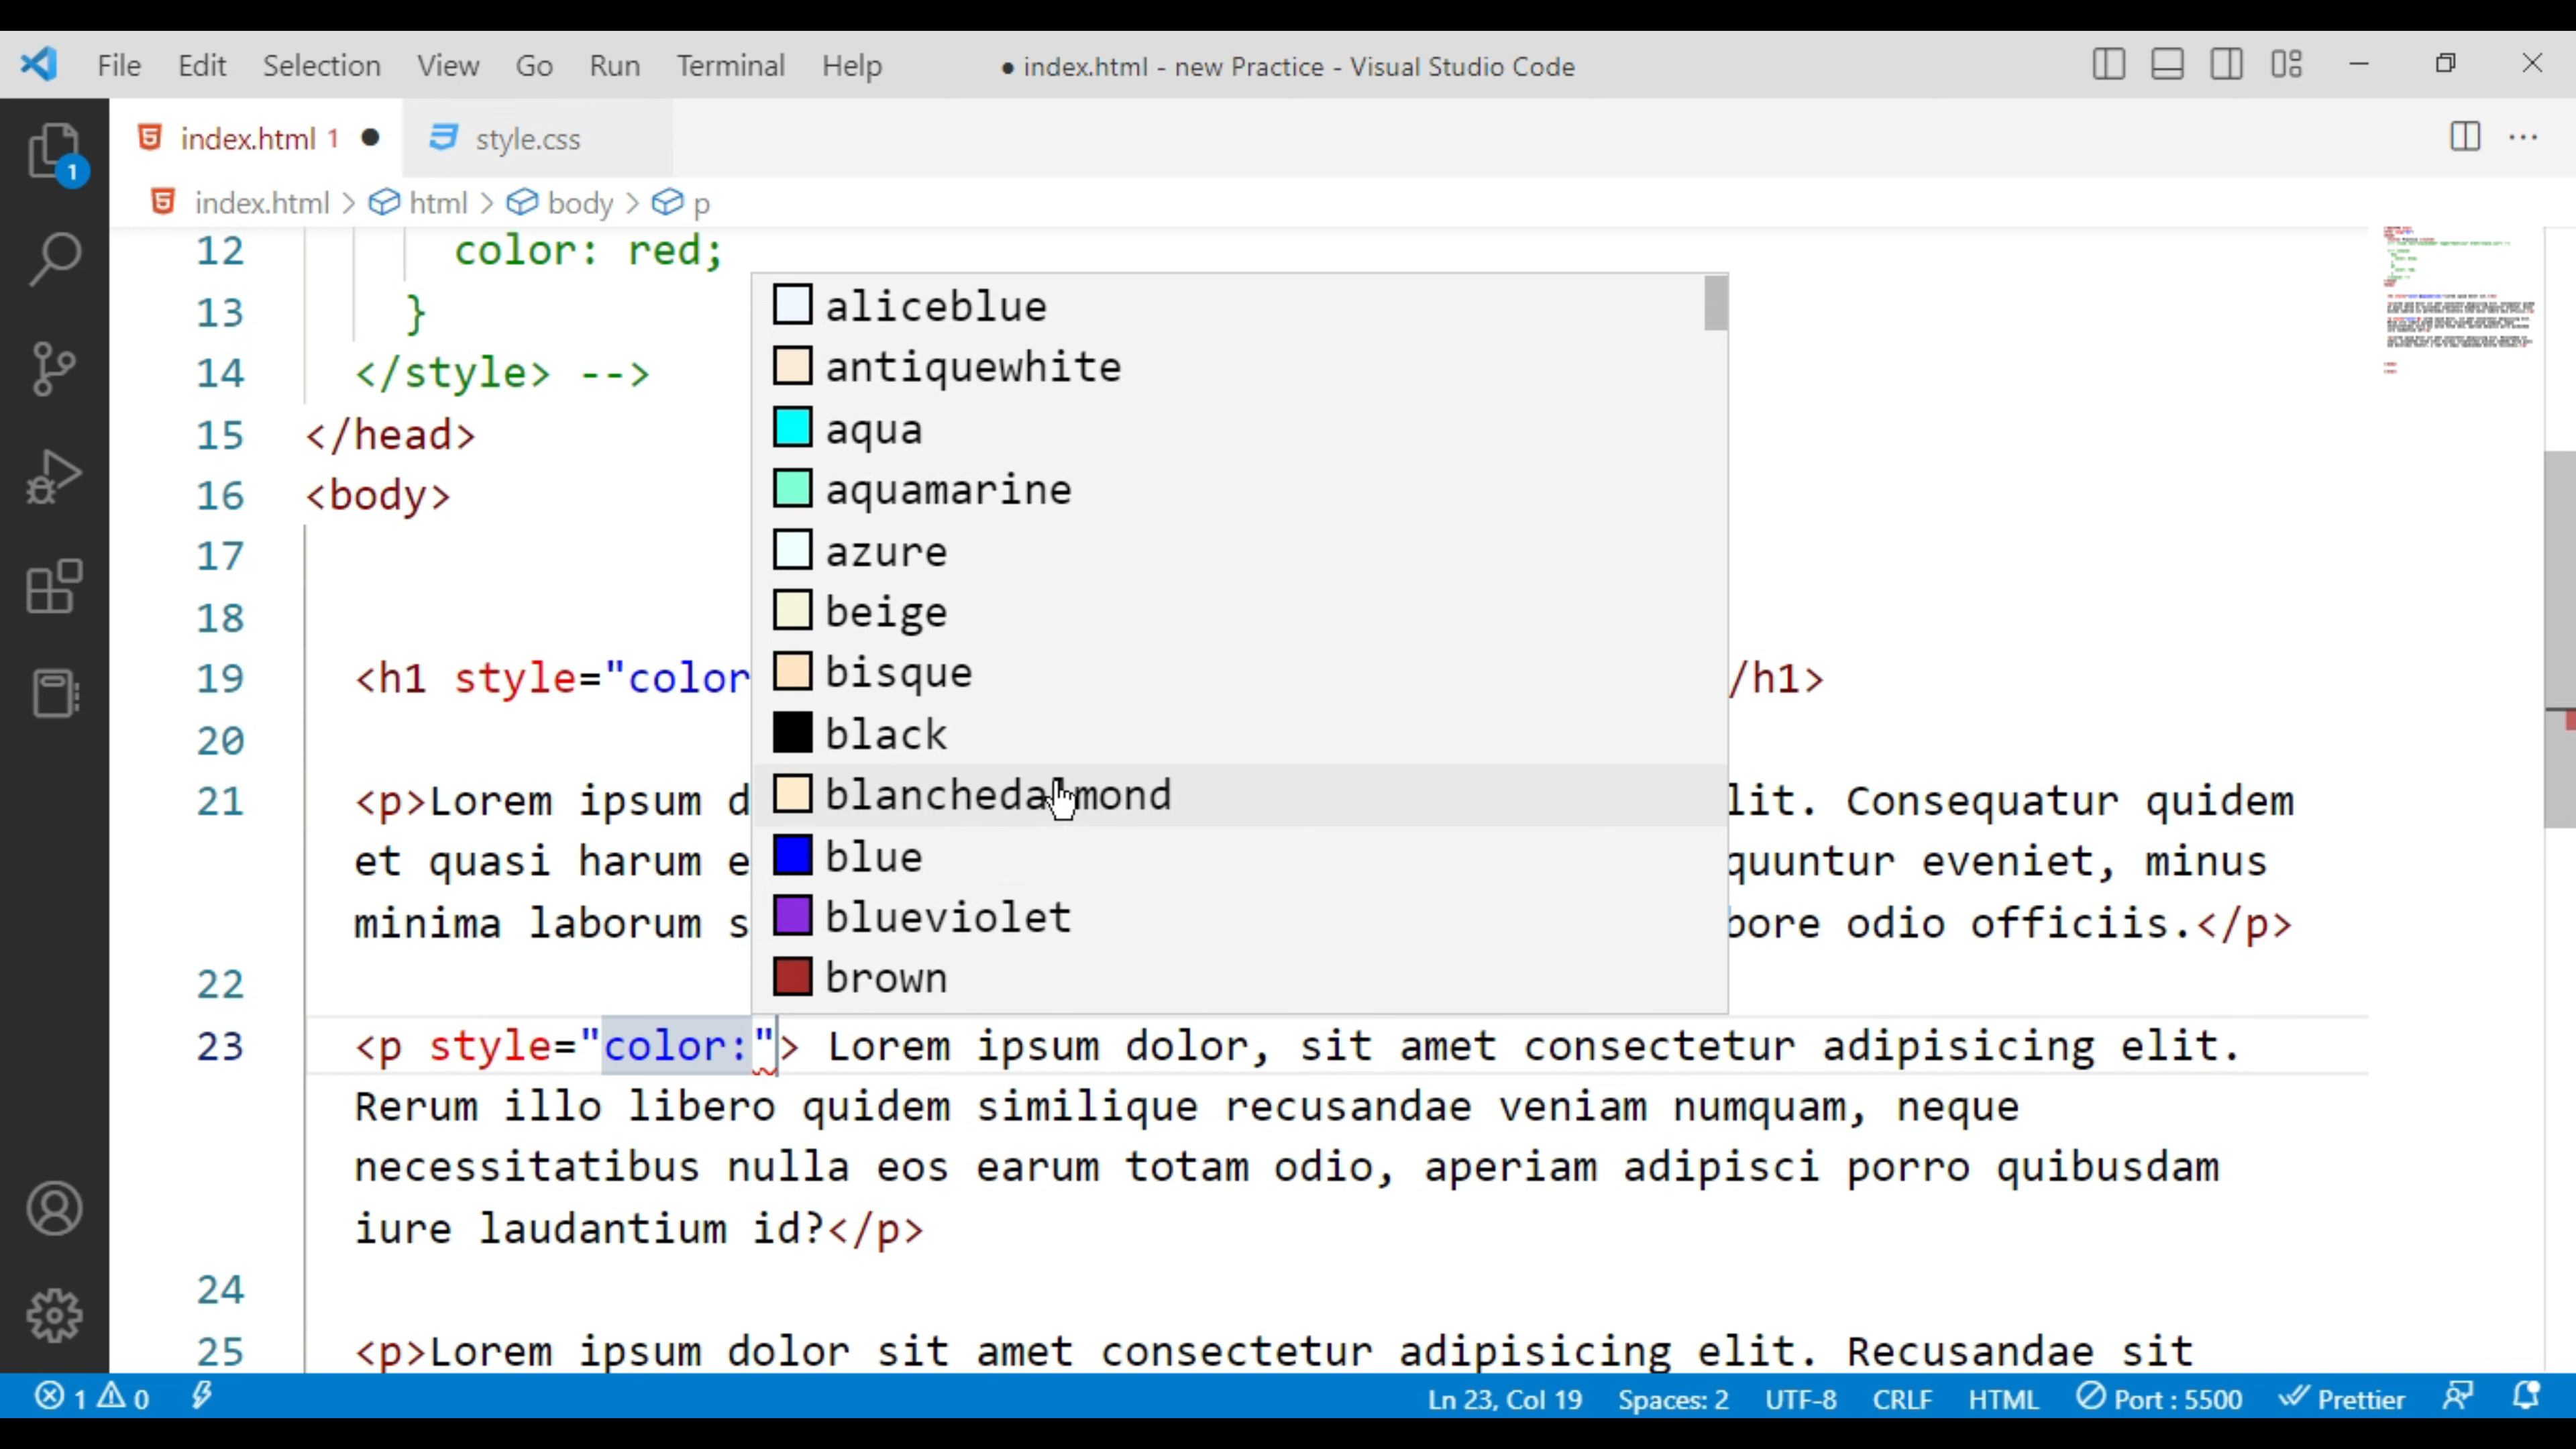 File Edit Selection View Go Run Terminal Help ● index.html - new Practice - Visual Studio Code
1
index.html 1 ● style.css
index.html > html > body > p
12 color: red;
13 }
14 </style> -->
15 </head>
16 <body>
17
18
19 <h1 style="color /h1>
20
21 <p>Lorem ipsum d lit. Consequatur quidem
et quasi harum e quuntur eveniet, minus
minima laborum s bore odio officiis.</p>
22
23 <p style="color:"> Lorem ipsum dolor, sit amet consectetur adipisicing elit.
Rerum illo libero quidem similique recusandae veniam numquam, neque
necessitatibus nulla eos earum totam odio, aperiam adipisci porro quibusdam
iure laudantium id?</p>
24
25 <p>Lorem ipsum dolor sit amet consectetur adipisicing elit. Recusandae sit
aliceblue
antiquewhite
aqua
aquamarine
azure
beige
bisque
black
blanchedalmond
blue
blueviolet
brown
1 0 Ln 23, Col 19 Spaces: 2 UTF-8 CRLF HTML Port : 5500 Prettier